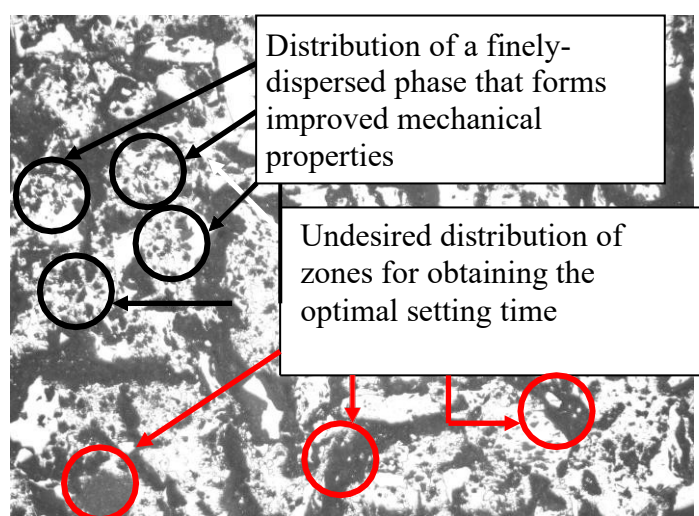 Distribution of a finely-
dispersed phase that forms
improved mechanical
properties
Undesired distribution of
zones for obtaining the
optimal setting time